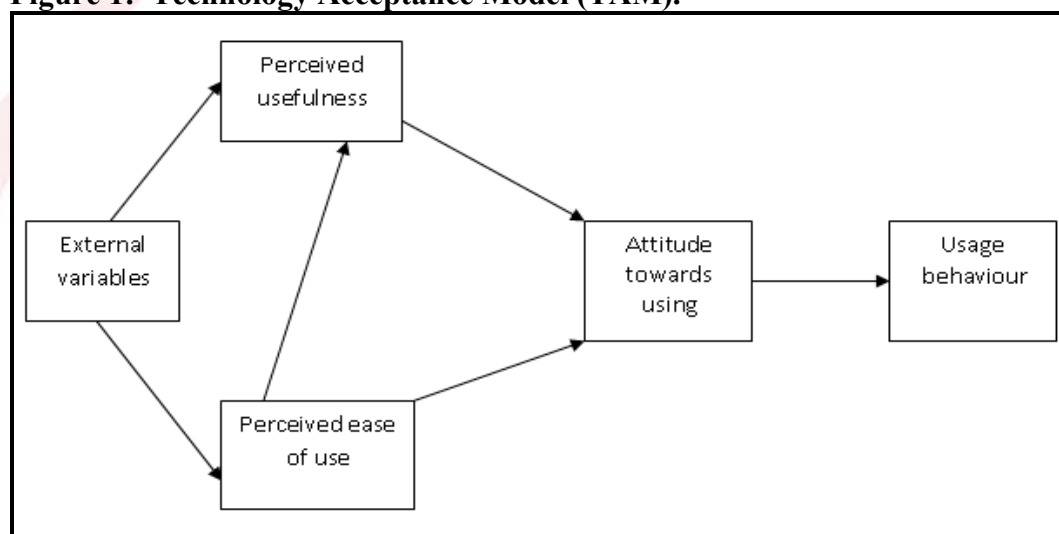 Figure 1: Technology Acceptance Model (TAM).
Perceived
usefulness
External
variables
Attitude
towards
using
Usage
behaviour
Perceived ease
of use